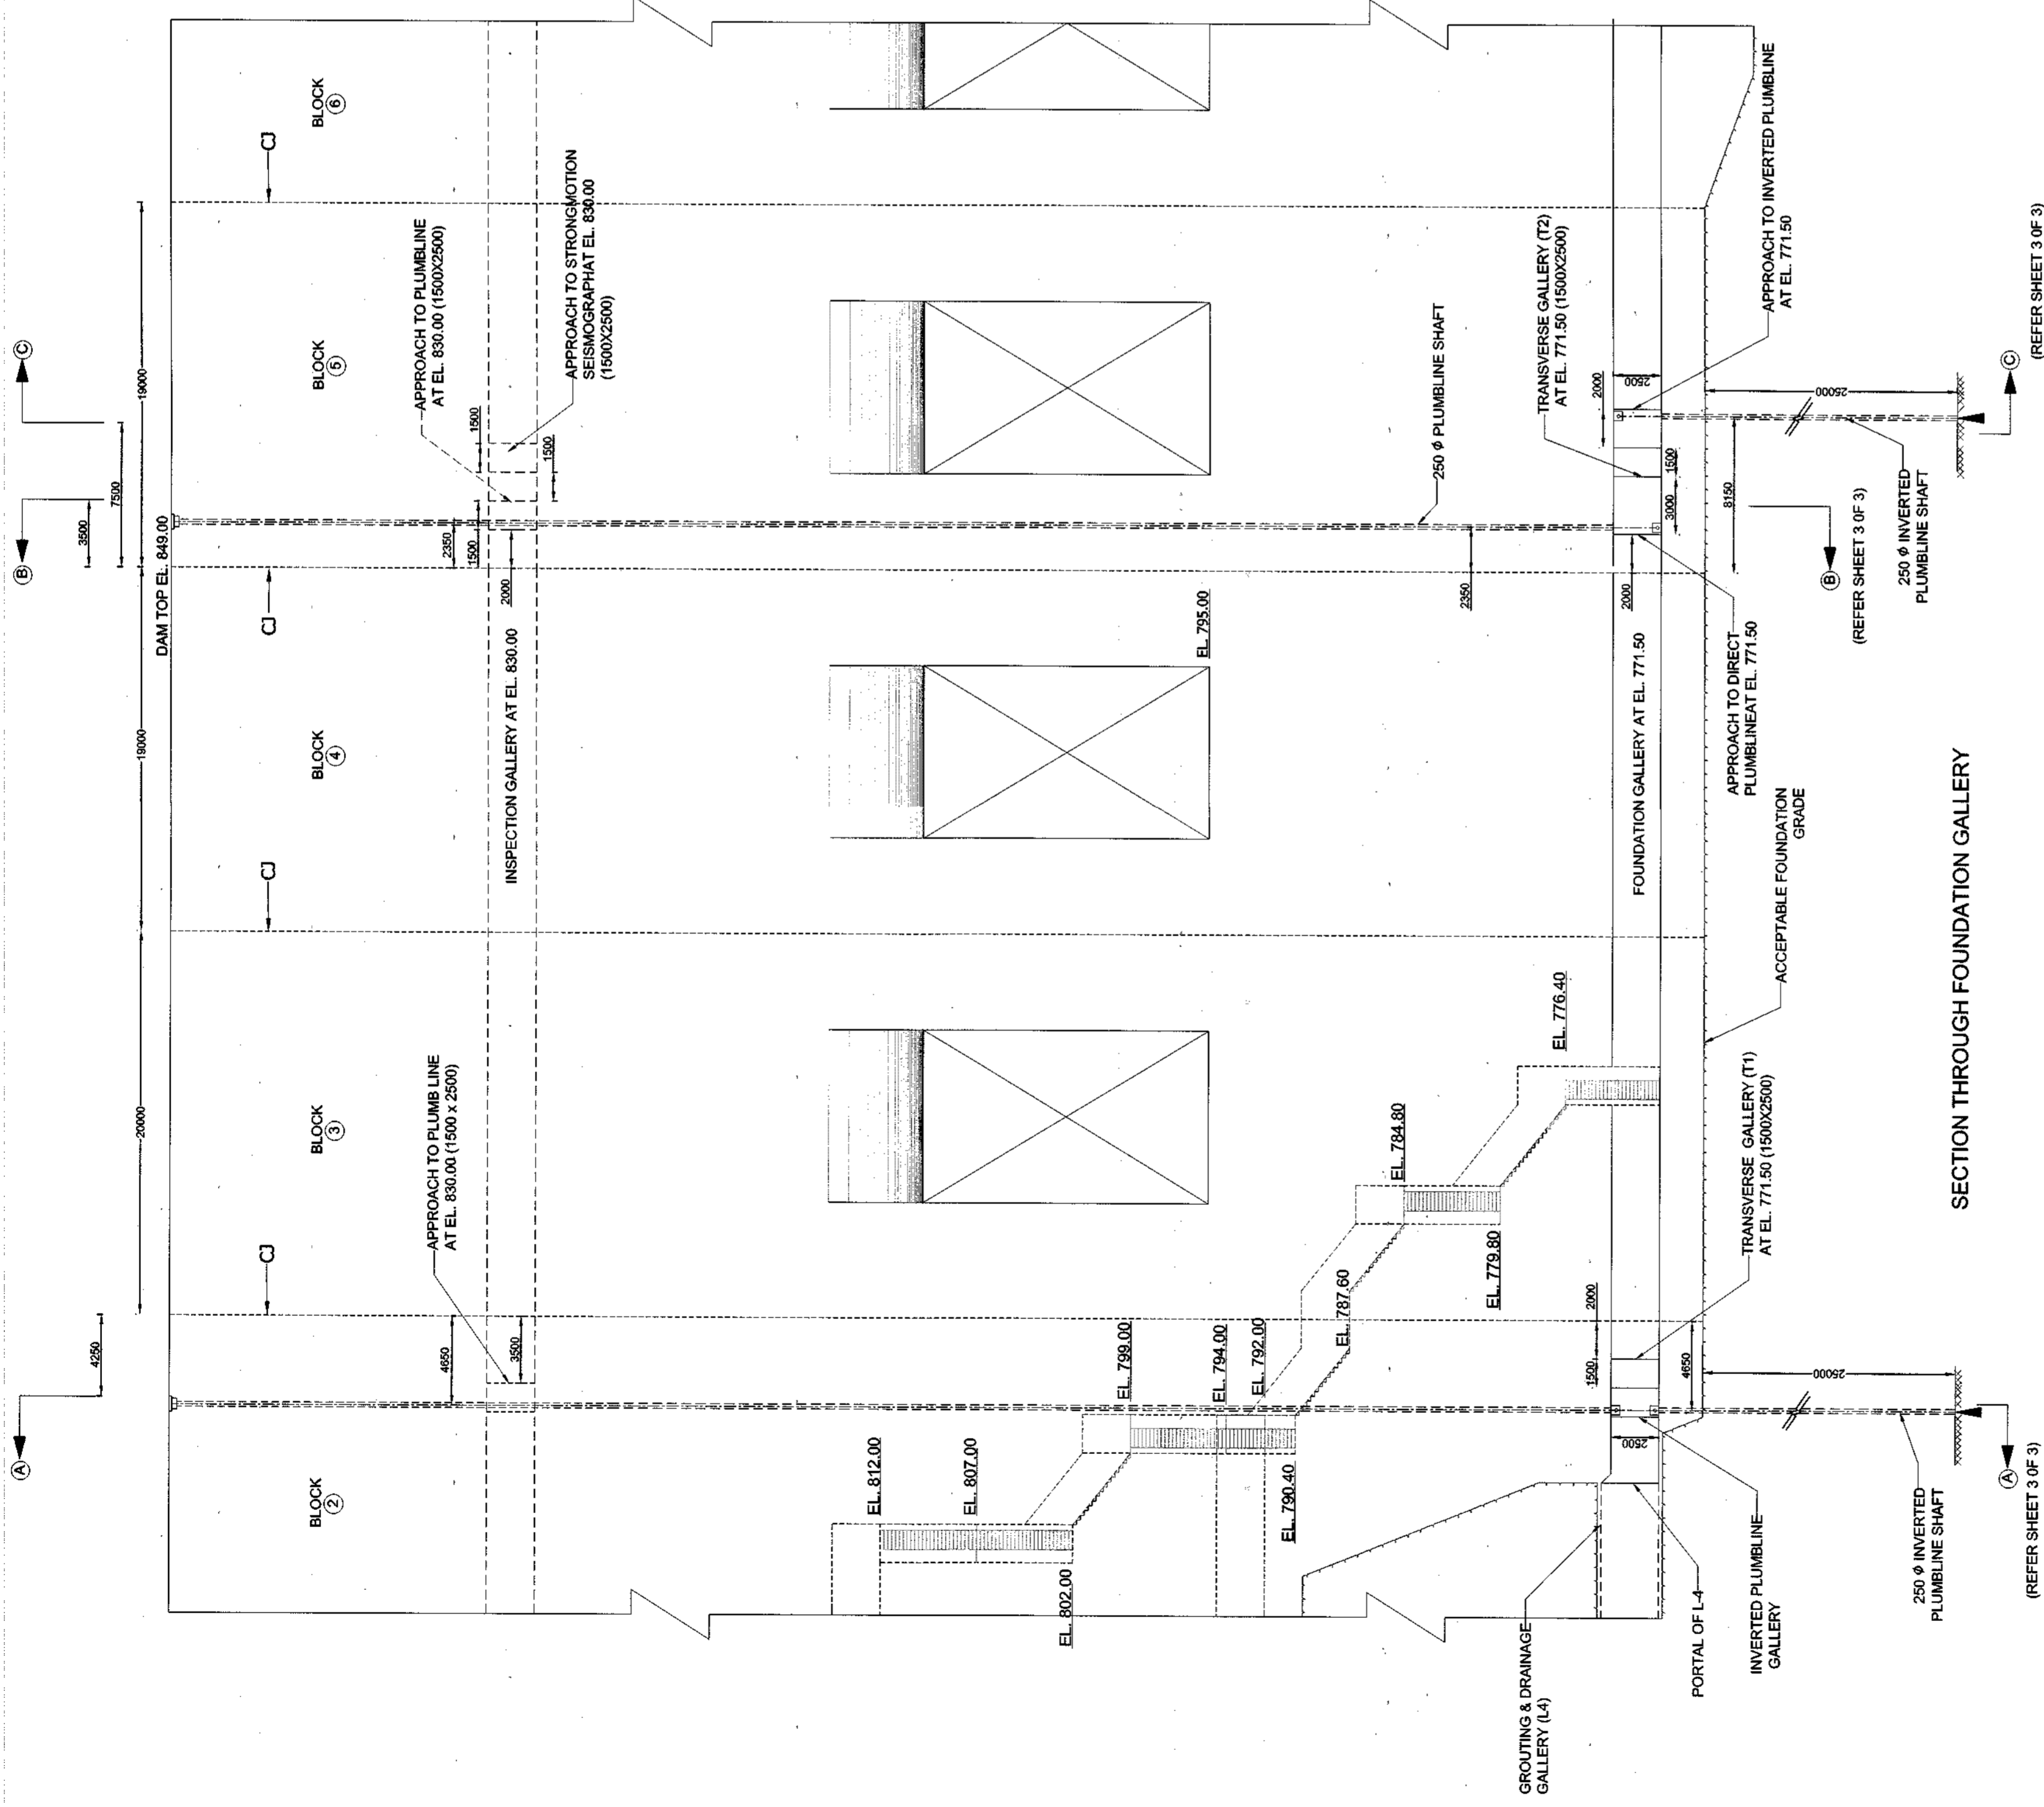 A
B
C
4250
3500
7500
20000
19000
19000
DAM TOP EL. 849.00
CJ
CJ
CJ
CJ
BLOCK
2
BLOCK
3
BLOCK
4
BLOCK
5
BLOCK
6
APPROACH TO PLUMB LINE
AT EL. 830.00 (1500 x 2500)
APPROACH TO PLUMBLINE
AT EL. 830.00 (1500X2500)
4650
3500
2350
1500
2000
1500
1500
INSPECTION GALLERY AT EL. 830.00
APPROACH TO STRONGMOTION
SEISMOGRAPHAT EL. 830.00
(1500X2500)
EL. 812.00
EL. 807.00
EL. 802.00
EL. 799.00
EL. 794.00
EL. 792.00
EL. 790.40
EL. 787.60
EL. 784.80
EL. 779.80
EL. 776.40
EL. 795.00
250 Ø PLUMBLINE SHAFT
2350
TRANSVERSE GALLERY (T2)
AT EL. 771.50 (1500X2500)
2000
1500
2000
2500
4650
2000
2500
3000
1500
8150
FOUNDATION GALLERY AT EL. 771.50
GROUTING & DRAINAGE
GALLERY (L4)
PORTAL OF L-4
INVERTED PLUMBLINE
GALLERY
TRANSVERSE GALLERY (T1)
AT EL. 771.50 (1500X2500)
ACCEPTABLE FOUNDATION
GRADE
APPROACH TO DIRECT
PLUMBLINEAT EL. 771.50
APPROACH TO INVERTED PLUMBLINE
AT EL. 771.50
25000
25000
250 Ø INVERTED
PLUMBLINE SHAFT
250 Ø INVERTED
PLUMBLINE SHAFT
B
(REFER SHEET 3 OF 3)
A
(REFER SHEET 3 OF 3)
C
(REFER SHEET 3 OF 3)
SECTION THROUGH FOUNDATION GALLERY